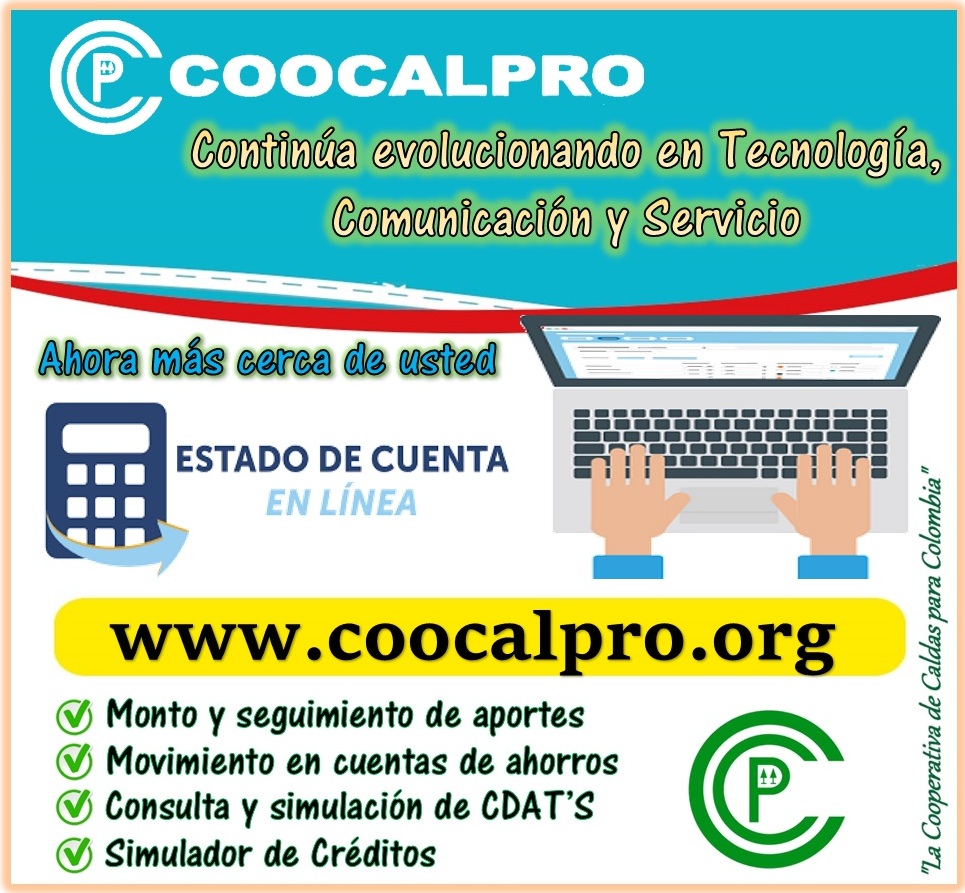 COOCALPRO
Continúa evolucionando en Tecnología,
Comunicación y Servicio
Ahora más cerca de usted
ESTADO DE CUENTA
EN LÍNEA
www.coocalpro.org
Monto y seguimiento de aportes
Movimiento en cuentas de ahorros
Consulta y simulación de CDAT'S
Simulador de Créditos
"La Cooperativa de Caldas para Colombia"